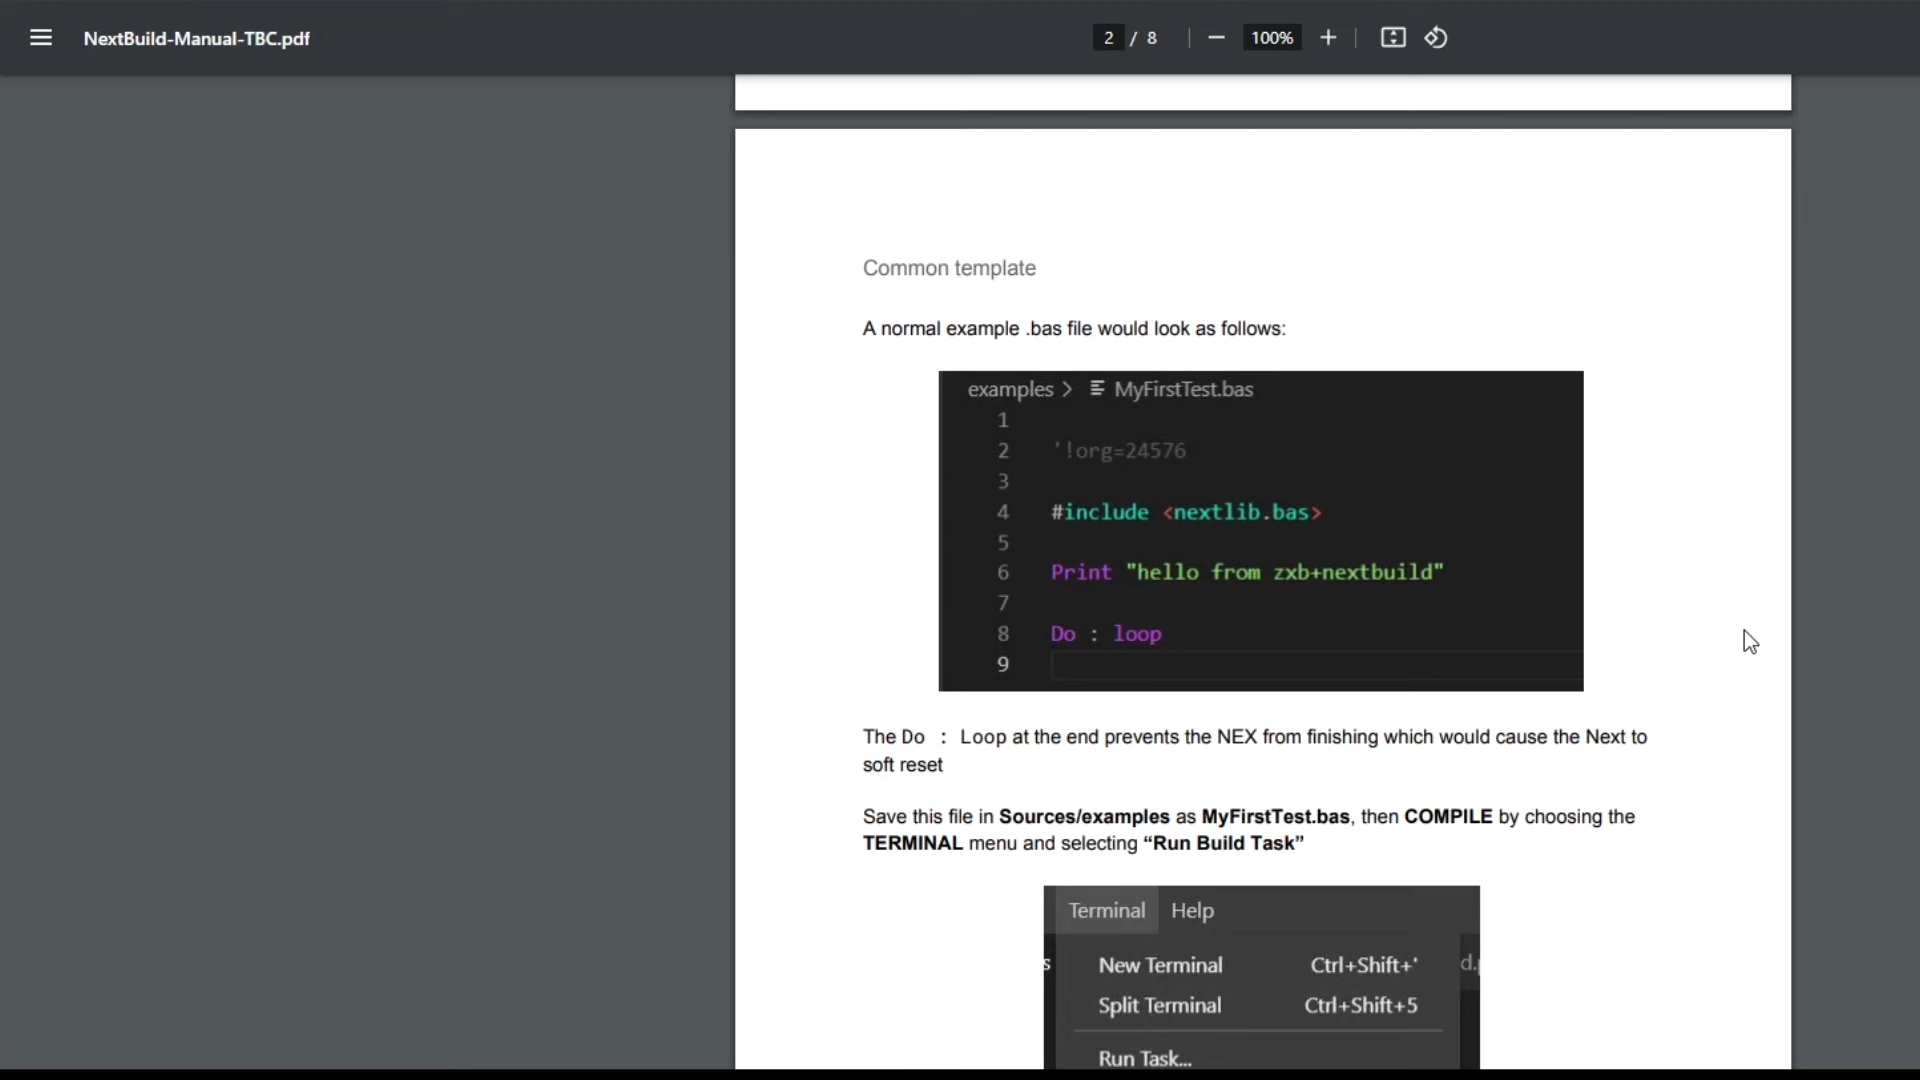 NextBuild-Manual-TBC.pdf
2 / 8
100%
Common template
A normal example .bas file would look as follows:
examples > MyFirstTest.bas
1
2 '!org=24576
3
4 #include <nextlib.bas>
5
6 Print "hello from zxb+nextbuild"
7
8 Do : loop
9
The Do : Loop at the end prevents the NEX from finishing which would cause the Next to
soft reset
Save this file in Sources/examples as MyFirstTest.bas, then COMPILE by choosing the
TERMINAL menu and selecting “Run Build Task”
Terminal Help
s New Terminal Ctrl+Shift+' d.
Split Terminal Ctrl+Shift+5
Run Task...